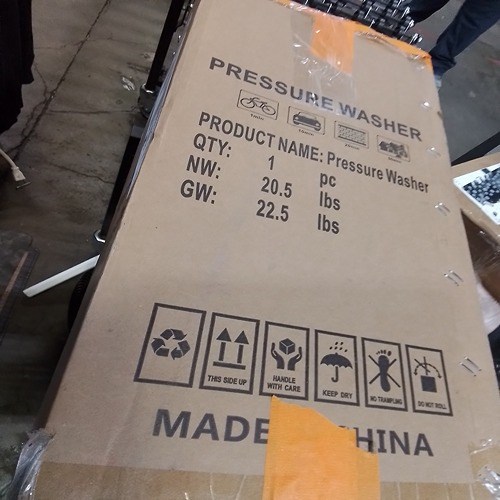 PRESSURE WASHER
PRODUCT NAME: Pressure Washer
QTY: 1 pc
NW: 20.5 lbs
GW: 22.5 lbs
THIS SIDE UP
HANDLE WITH CARE
KEEP DRY
NO TRAMPLING
DO NOT ROLL
MADE HINA